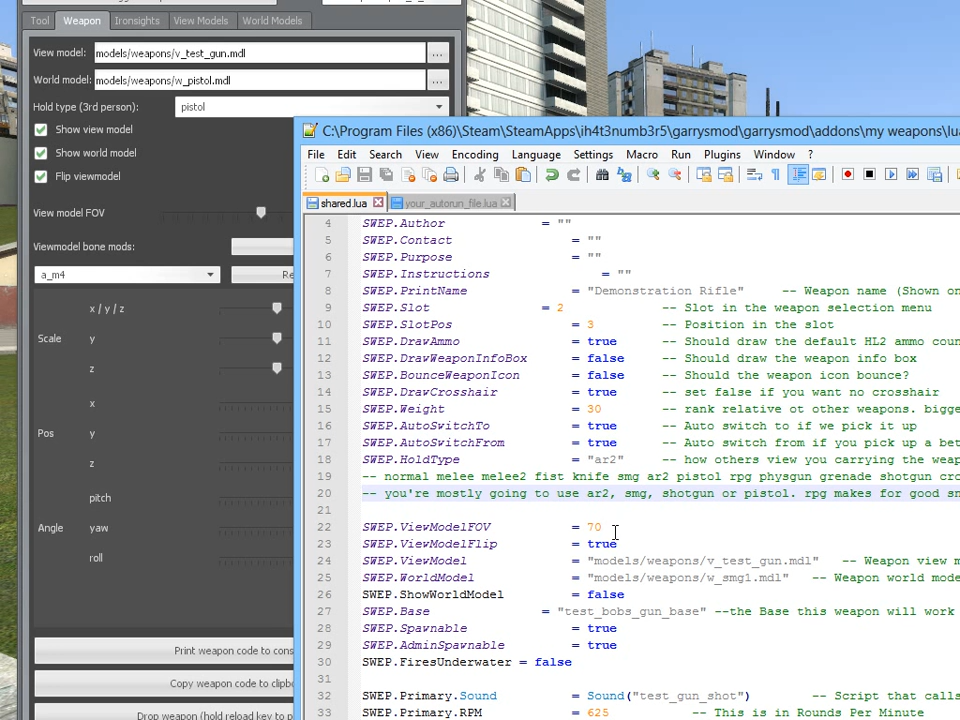 Tool Weapon Ironsights View Models World Models
View model: models/weapons/v_test_gun.mdl ...
World model: models/weapons/w_pistol.mdl ...
Hold type (3rd person): pistol
Show view model
Show world model
Flip viewmodel
View model FOV
Viewmodel bone mods:
a_m4 Re
x / y / z
Scale y
z
x
Pos y
z
pitch
Angle yaw
roll
Print weapon code to cons
Copy weapon code to clipbo
Drop weapon (hold reload key to p
C:\Program Files (x86)\Steam\SteamApps\ih4t3numb3r5\garrysmod\garrysmod\addons\my weapons\lua
File Edit Search View Encoding Language Settings Macro Run Plugins Window ?
shared.lua your_autorun_file.lua
4 SWEP.Author = ""
5 SWEP.Contact = ""
6 SWEP.Purpose = ""
7 SWEP.Instructions = ""
8 SWEP.PrintName = "Demonstration Rifle" -- Weapon name (Shown on
9 SWEP.Slot = 2 -- Slot in the weapon selection menu
10 SWEP.SlotPos = 3 -- Position in the slot
11 SWEP.DrawAmmo = true -- Should draw the default HL2 ammo coun
12 SWEP.DrawWeaponInfoBox = false -- Should draw the weapon info box
13 SWEP.BounceWeaponIcon = false -- Should the weapon icon bounce?
14 SWEP.DrawCrosshair = true -- set false if you want no crosshair
15 SWEP.Weight = 30 -- rank relative ot other weapons. bigge
16 SWEP.AutoSwitchTo = true -- Auto switch to if we pick it up
17 SWEP.AutoSwitchFrom = true -- Auto switch from if you pick up a bet
18 SWEP.HoldType = "ar2" -- how others view you carrying the weap
19 -- normal melee melee2 fist knife smg ar2 pistol rpg physgun grenade shotgun cro
20 -- you're mostly going to use ar2, smg, shotgun or pistol. rpg makes for good sn
21
22 SWEP.ViewModelFOV = 70
23 SWEP.ViewModelFlip = true
24 SWEP.ViewModel = "models/weapons/v_test_gun.mdl" -- Weapon view m
25 SWEP.WorldModel = "models/weapons/w_smg1.mdl" -- Weapon world mode
26 SWEP.ShowWorldModel = false
27 SWEP.Base = "test_bobs_gun_base" --the Base this weapon will work
28 SWEP.Spawnable = true
29 SWEP.AdminSpawnable = true
30 SWEP.FiresUnderwater = false
31
32 SWEP.Primary.Sound = Sound("test_gun_shot") -- Script that calls
33 SWEP.Primary.RPM = 625 -- This is in Rounds Per Minute